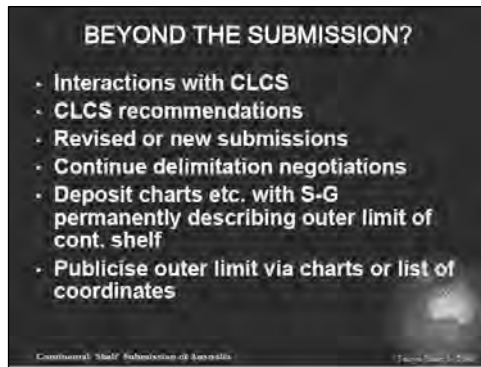 BEYOND THE SUBMISSION?
• Interactions with CLCS
• CLCS recommendations
• Revised or new submissions
• Continue delimitation negotiations
• Deposit charts etc. with S-G
permanently describing outer limit of
cont. shelf
• Publicise outer limit via charts or list of
coordinates
Continental Shelf Submission of Australia